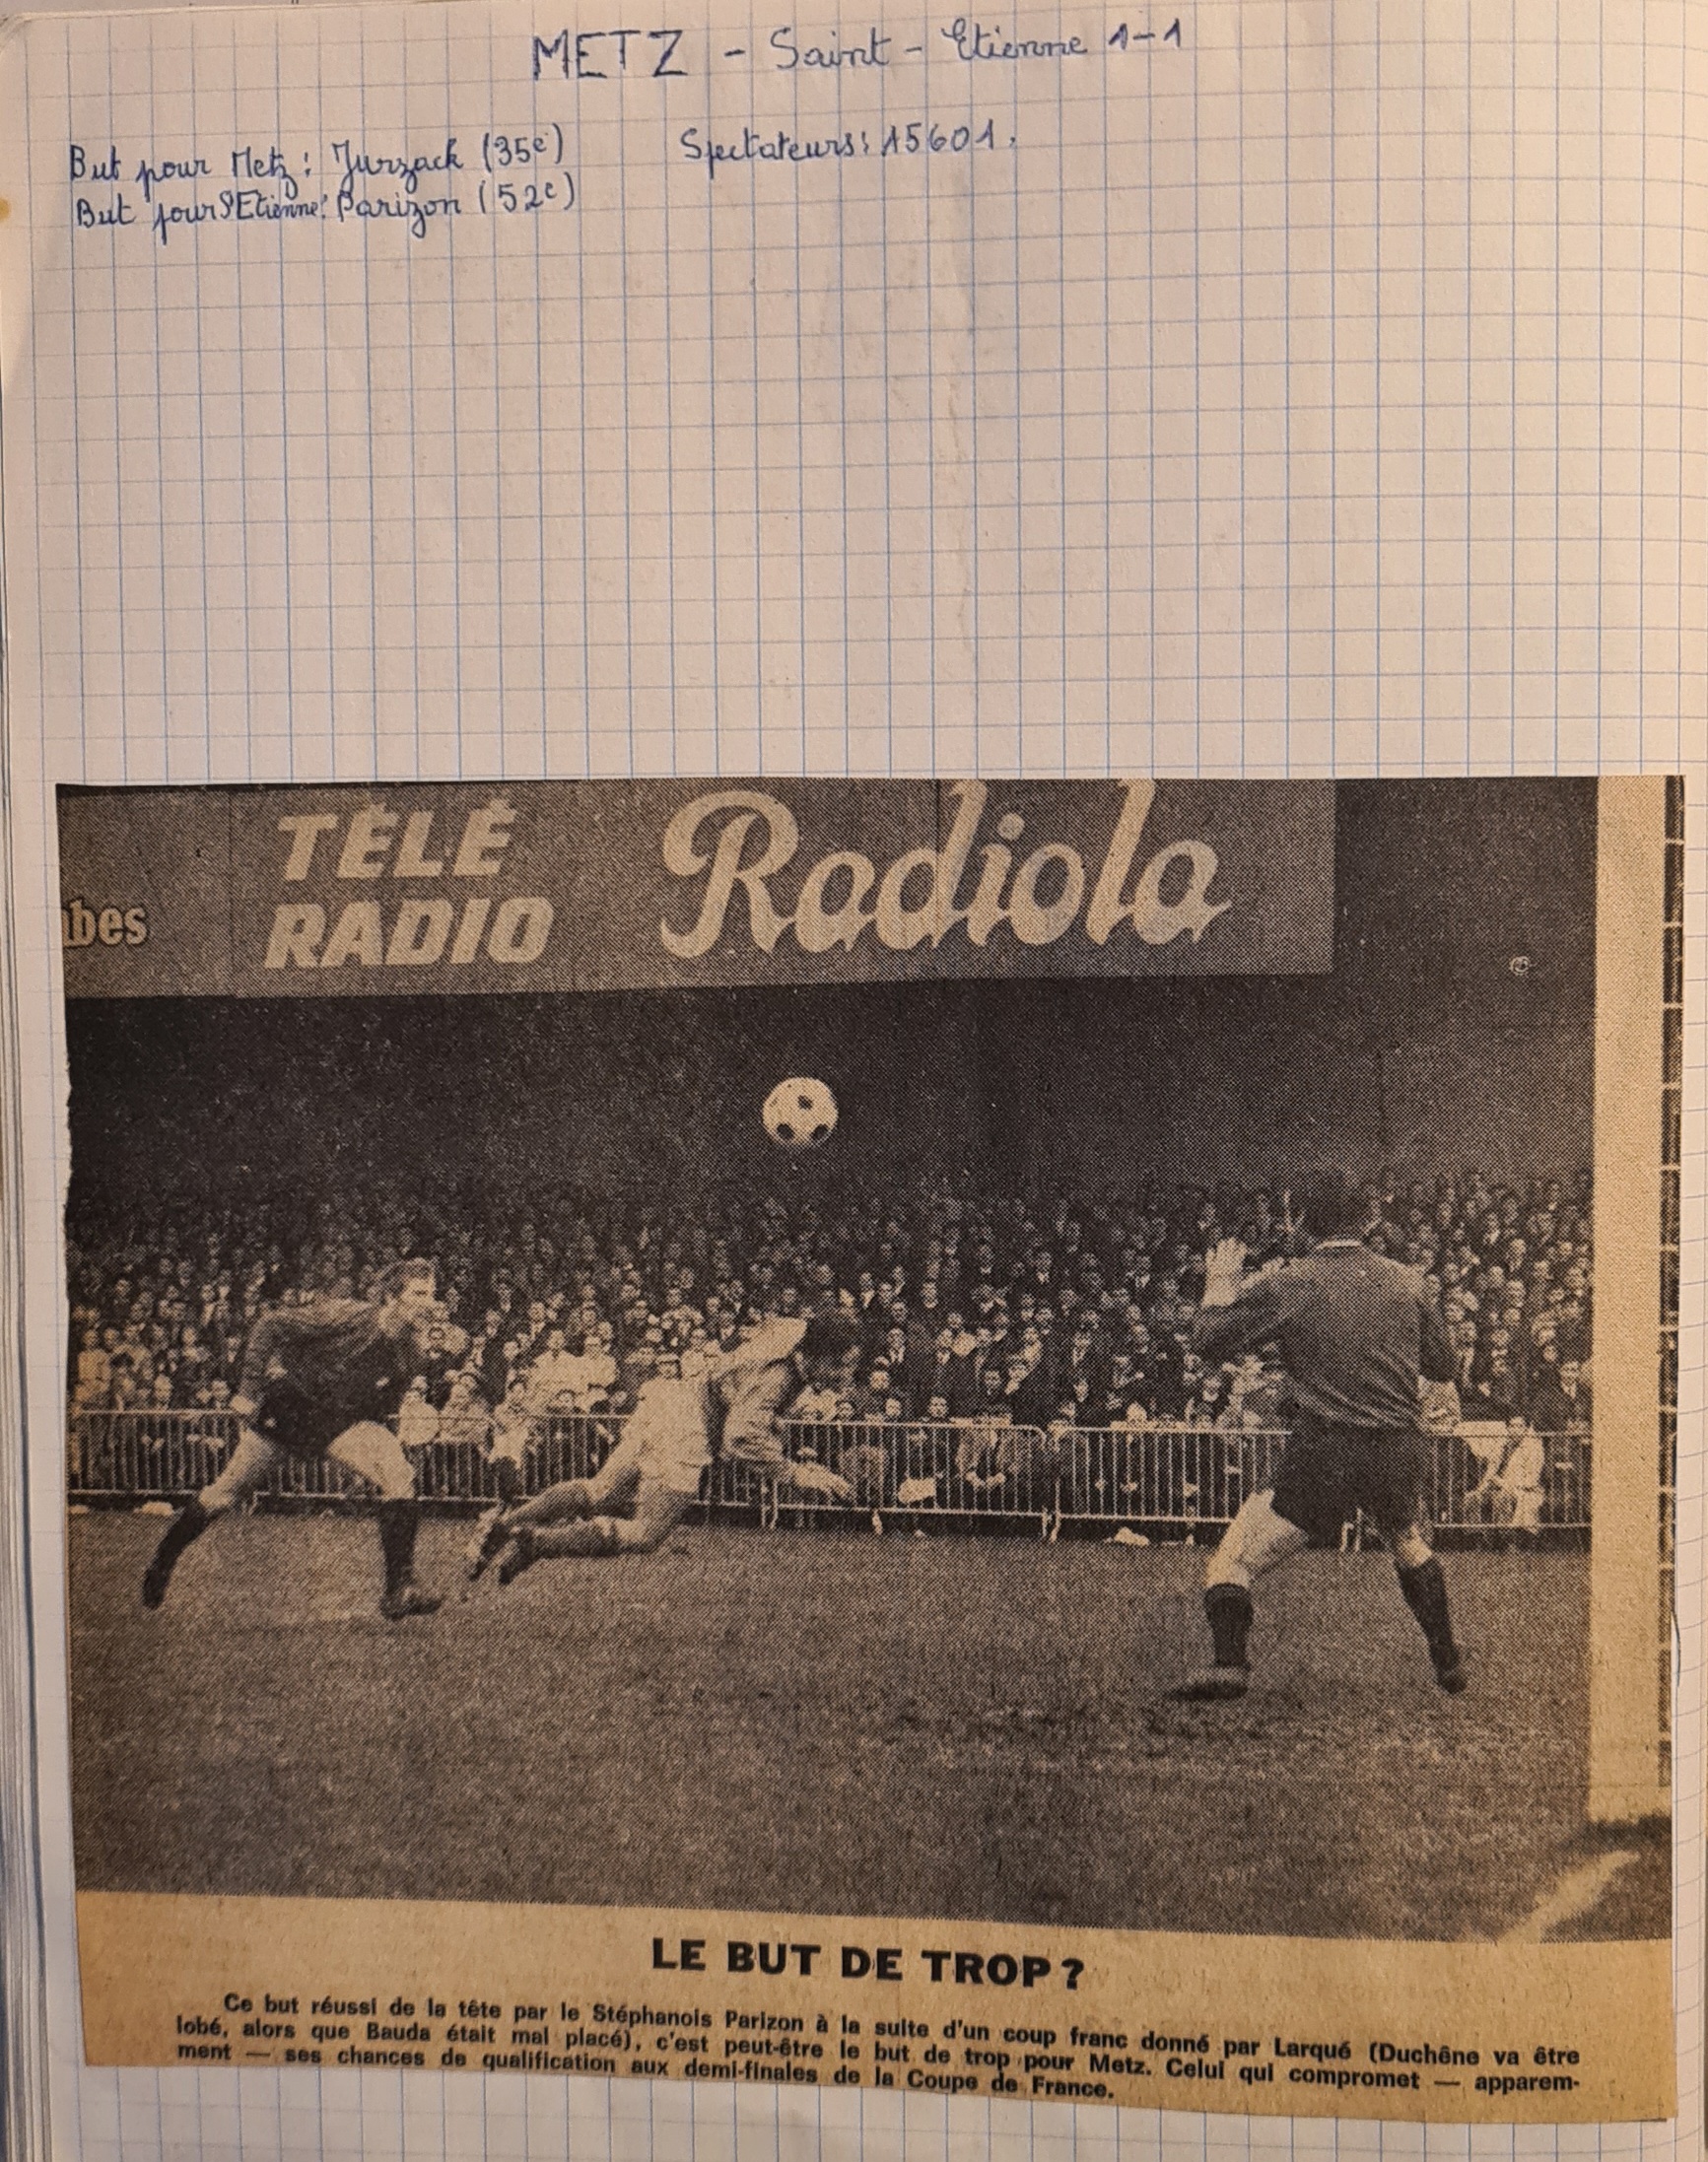 METZ - Saint - Etienne 1-1
But pour Metz : Jurzack (35e) Spectateurs : 15601.
But pour St Etienne : Parizon (52e)
TÉLÉ
RADIO
Radiola
abes
LE BUT DE TROP ?
Ce but réussi de la tête par le Stéphanois Parizon à la suite d'un coup franc donné par Larqué (Duchêne va être
lobé, alors que Bauda était mal placé), c'est peut-être le but de trop pour Metz. Celui qui compromet — apparem-
ment — ses chances de qualification aux demi-finales de la Coupe de France.